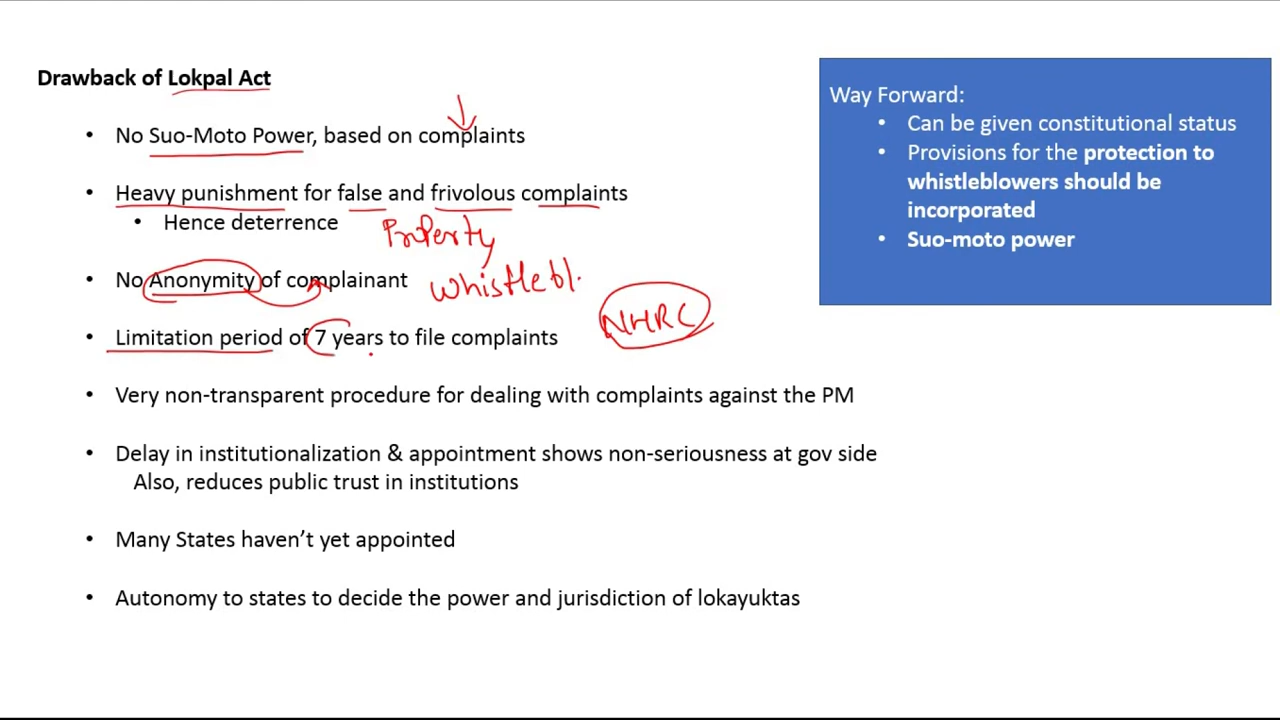 Drawback of Lokpal Act
• No Suo-Moto Power, based on complaints
• Heavy punishment for false and frivolous complaints
• Hence deterrence
Property
• No Anonymity of complainant
Whistlebl.
• Limitation period of 7 years to file complaints
NHRC
• Very non-transparent procedure for dealing with complaints against the PM
• Delay in institutionalization & appointment shows non-seriousness at gov side
Also, reduces public trust in institutions
• Many States haven’t yet appointed
• Autonomy to states to decide the power and jurisdiction of lokayuktas
Way Forward:
• Can be given constitutional status
• Provisions for the protection to
whistleblowers should be
incorporated
• Suo-moto power